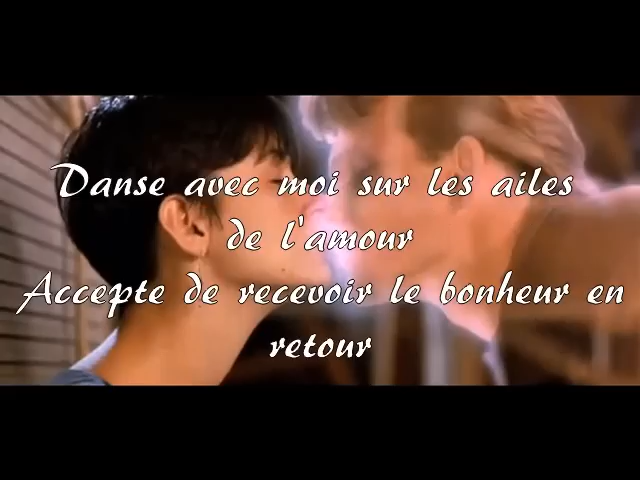 Danse avec moi sur les ailes
de l'amour
Accepte de recevoir le bonheur en
retour